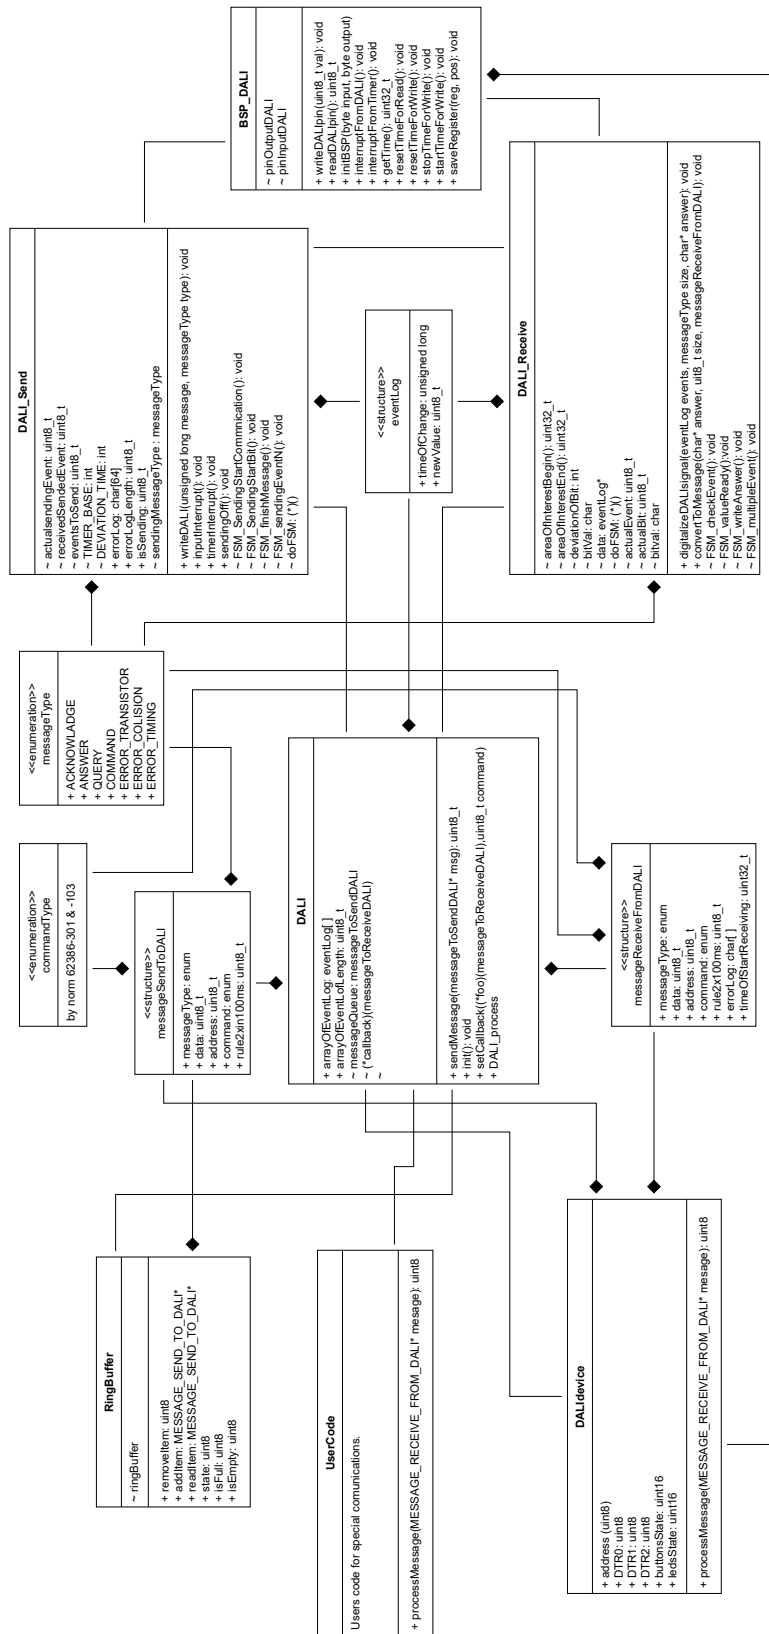 RingBuffer
~ ringBuffer
+ removeItem: uint8
+ addItem: MESSAGE_SEND_TO_DALI*
+ readItem: MESSAGE_SEND_TO_DALI*
+ state: uint8
+ isFull: uint8
+ isEmpty: uint8
<<enumeration>>
commandType
by norm 62386-301 & -103
<<enumeration>>
messageType
+ ACKNOWLADGE
+ ANSWER
+ QUERY
+ COMMAND
+ ERROR_TRANSISTOR
+ ERROR_COLISION
+ ERROR_TIMING
DALI_Send
~ actualsendingEvent: uint8_t
~ receivedSendedEvent: uint8_t
~ eventsToSend: uint8_t
~ TIMER_BASE: int
~ DEVIATION_TIME: int
+ errorLog: char[64]
+ errorLogLength: uint8_t
+ isSending: uint8_t
~ sendingMessageType : messageType
+ writeDALI(unsigned long message, messageType type): void
+ inputInterrupt(): void
+ timerInterrupt(): void
~ sendingOff(): void
~ FSM_SendingStartCommnication(): void
~ FSM_SendingStartBit(): void
~ FSM_finishMessage(): void
~ FSM_sendingEventN(): void
~ doFSM: (*)()
<<structure>>
messageSendToDALI
+ messageType: enum
+ data: uint8_t
+ address: uint8_t
+ command: enum
+ rule2xin100ms: uint8_t
BSP_DALI
~ pinOutputDALI
~ pinInputDALI
+ writeDALIpin(uint8_t val): void
+ readDALIpin(): uint8_t
+ initBSP(byte input, byte output)
+ interruptFromDALI(): void
+ interruptFromTimer(): void
+ getTime(): uint32_t
+ resetTimeForRead(): void
+ resetTimeForWrite(): void
+ stopTimeForWrite(): void
+ startTimeForWrite(): void
+ saveRegister(reg, pos): void
UserCode
Users code for special comunications.
+ processMessage(MESSAGE_RECEIVE_FROM_DALI* mesage): uint8
DALI
+ arrayOfEventLog: eventLog[ ]
+ arrayOfEventLofLength: uint8_t
~ messageQueue: messageToSendDALI
~ (*callback)(messageToReceiveDALI)
~
+ sendMessage(messageToSendDALI* msg): uint8_t
+ init(): void
+ setCallback((*foo)(messageToReceiveDALI),uint8_t command)
+ DALI_process
<<structure>>
eventLog
+ timeOfChange: unsigned long
+ newValue: uint8_t
DALIdevice
+ address (uint8)
+ DTR0: uint8
+ DTR1: uint8
+ DTR2: uint8
+ buttonsState: uint16
+ ledsState: uint16
+ processMessage(MESSAGE_RECEIVE_FROM_DALI* mesage): uint8
<<structure>>
messageReceiveFromDALI
+ messageType: enum
+ data: uint8_t
+ address: uint8_t
+ command: enum
+ rule2x100ms: uint8_t
+ errorLog: char[ ]
+ timeOfStartReceiving: uint32_t
DALI_Receive
~ areaOfInterestBegin(): uint32_t
~ areaOfInterestEnd(): uint32_t
~ deviationOfBit: int
~ bitVal: char
~ data: eventLog*
~ doFSM: (*)()
~ actualEvent: uint8_t
~ actualBit: uint8_t
~ bitval: char
+ digitalizeDALIsignal(eventLog events, messageType size, char* answer): void
+ convertToMessage(char* answer, uit8_t size, messageReceiveFromDALI): void
~ FSM_checkEvent(): void
~ FSM_valueReady():void
~ FSM_writeAnswer(): void
~ FSM_multipleEvent(): void